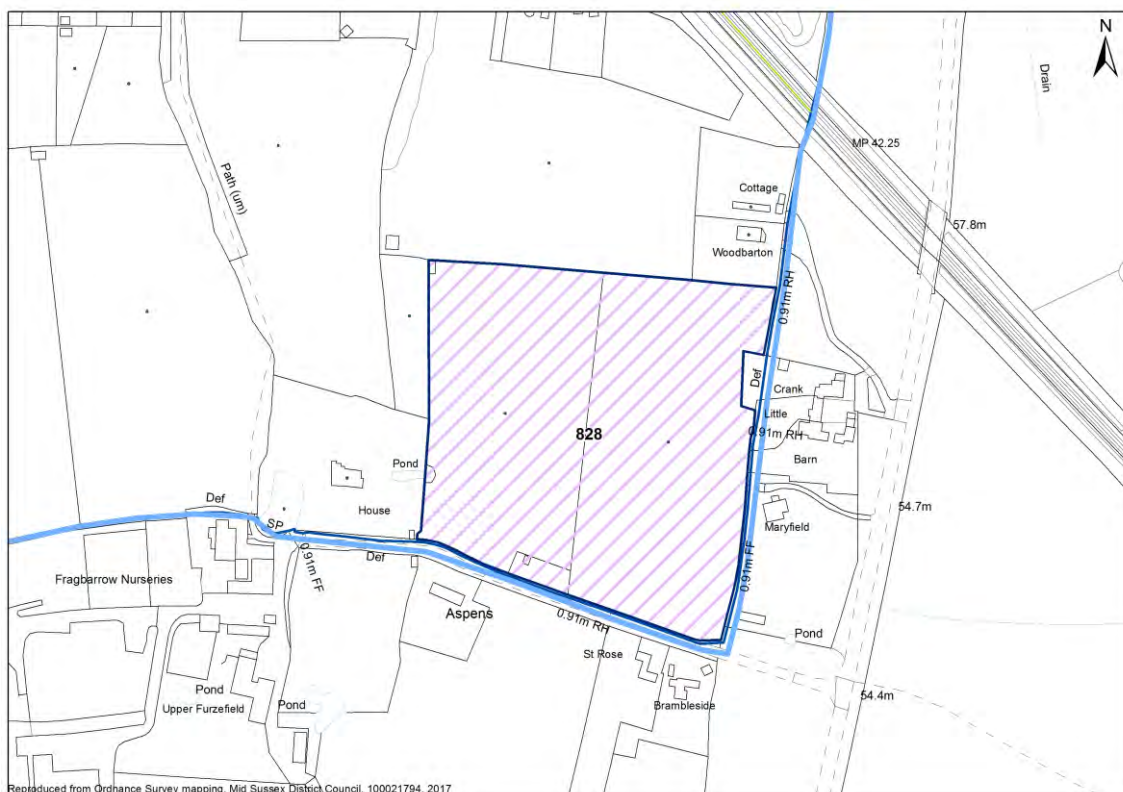 N
Drain
MP 42.25
Path (um)
Cottage
57.8m
Woodbarton
0.91m RH
Def
Crank
Little
828
0.91m RH
Pond
Barn
Def
House
54.7m
SP
Maryfield
Def
0.91m FF
0.91m FF
Fragbarrow Nurseries
Aspens
0.91m RH
Pond
St Rose
Pond
54.4m
Upper Furzefield
Pond
Brambleside
Reproduced from Ordnance Survey mapping, Mid Sussex District Council, 100021794, 2017